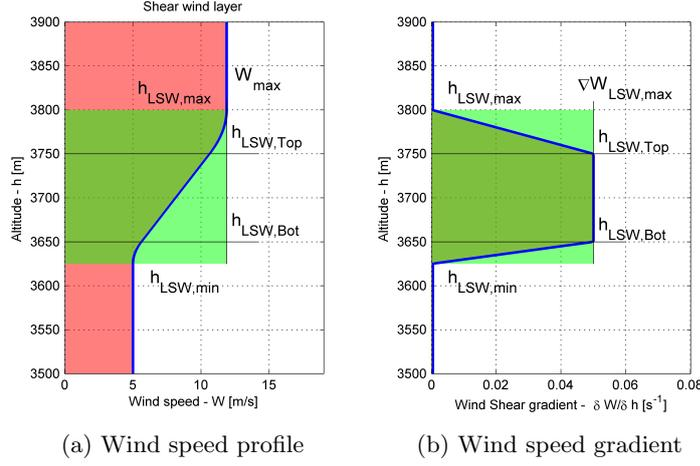 Shear wind layer
3900
3850
3800
3750
3700
3650
3600
3550
3500
Altitude - h [m]
W_max
h_LSW,max
h_LSW,Top
h_LSW,Bot
h_LSW,min
0 5 10 15
Wind speed - W [m/s]
(a) Wind speed profile
3900
3850
3800
3750
3700
3650
3600
3550
3500
Altitude - h [m]
∇W_LSW,max
h_LSW,max
h_LSW,Top
h_LSW,Bot
h_LSW,min
0 0.02 0.04 0.06 0.08
Wind Shear gradient - δ W/δ h [s⁻¹]
(b) Wind speed gradient